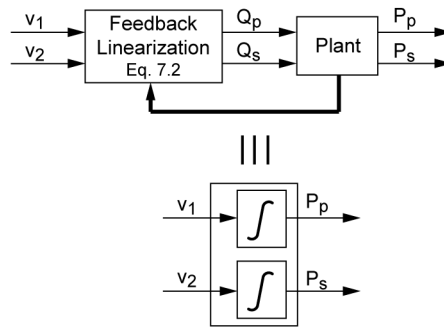 v1
v2
Feedback
Linearization
Eq. 7.2
Qp
Qs
Plant
Pp
Ps
v1
∫
Pp
v2
∫
Ps